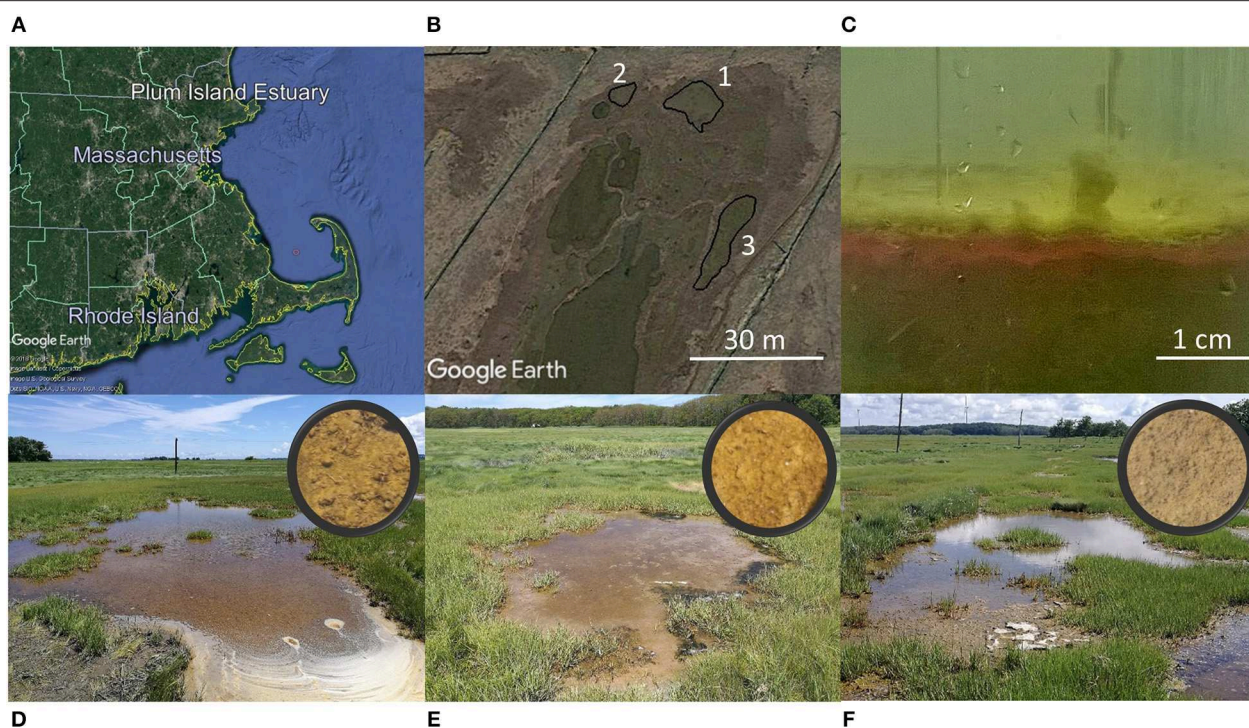 A
B
C
Plum Island Estuary
Massachusetts
Rhode Island
Google Earth
2
1
3
30 m
Google Earth
1 cm
D
E
F